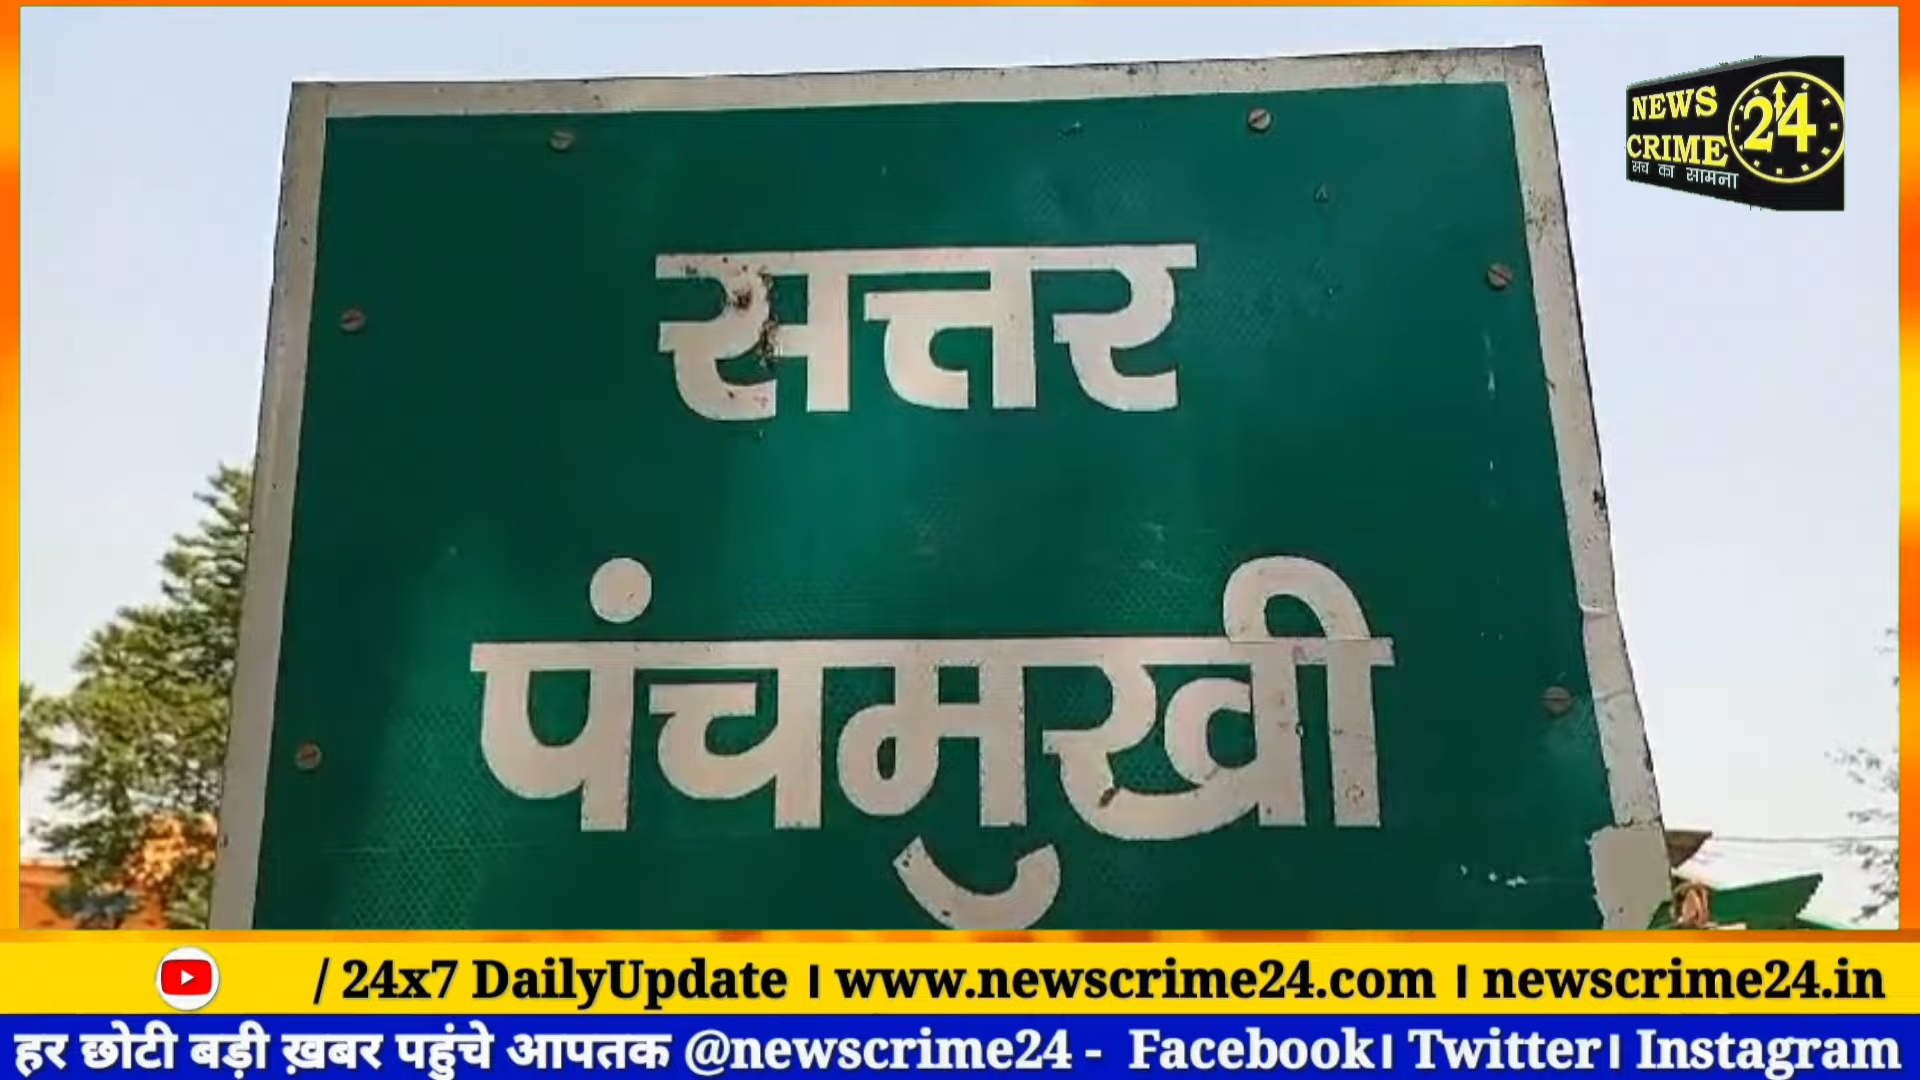 NEWS
CRIME
24
सच का सामना
सत्तर
पंचमुखी
/ 24x7 DailyUpdate । www.newscrime24.com । newscrime24.in
हर छोटी बड़ी ख़बर पहुंचे आपतक @newscrime24 - Facebook। Twitter। Instagram